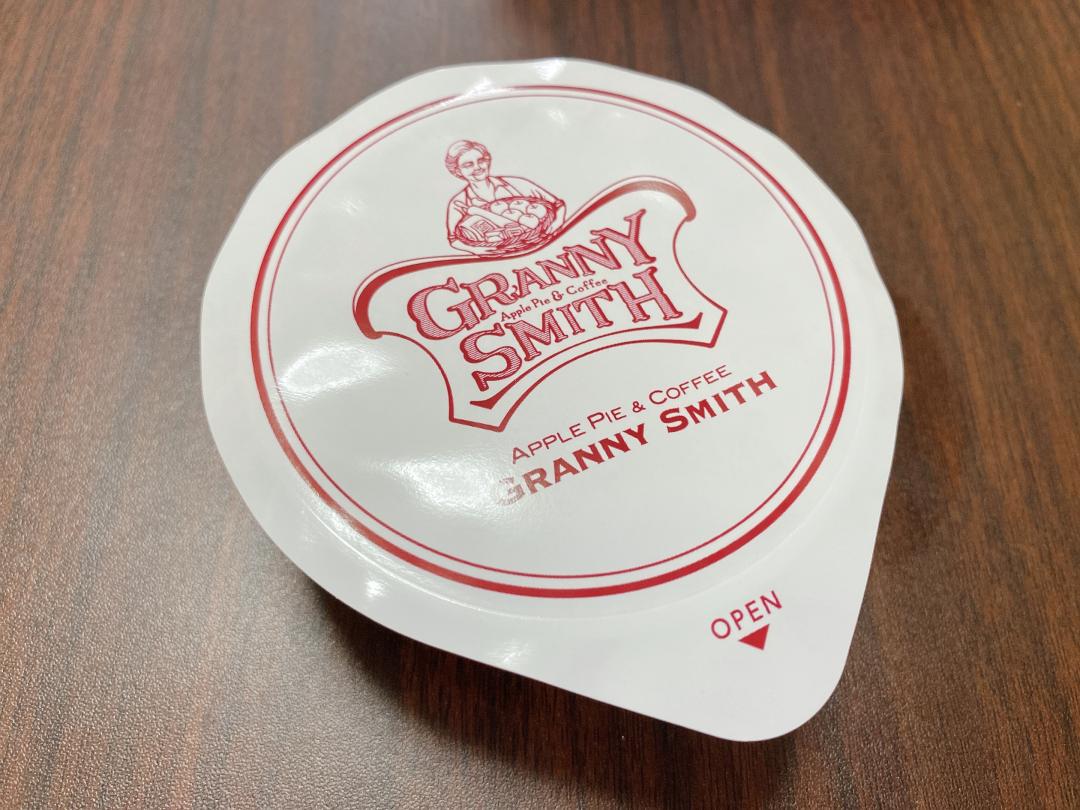 GRANNY
Apple Pie & Coffee
SMITH
APPLE PIE & COFFEE
GRANNY SMITH
OPEN